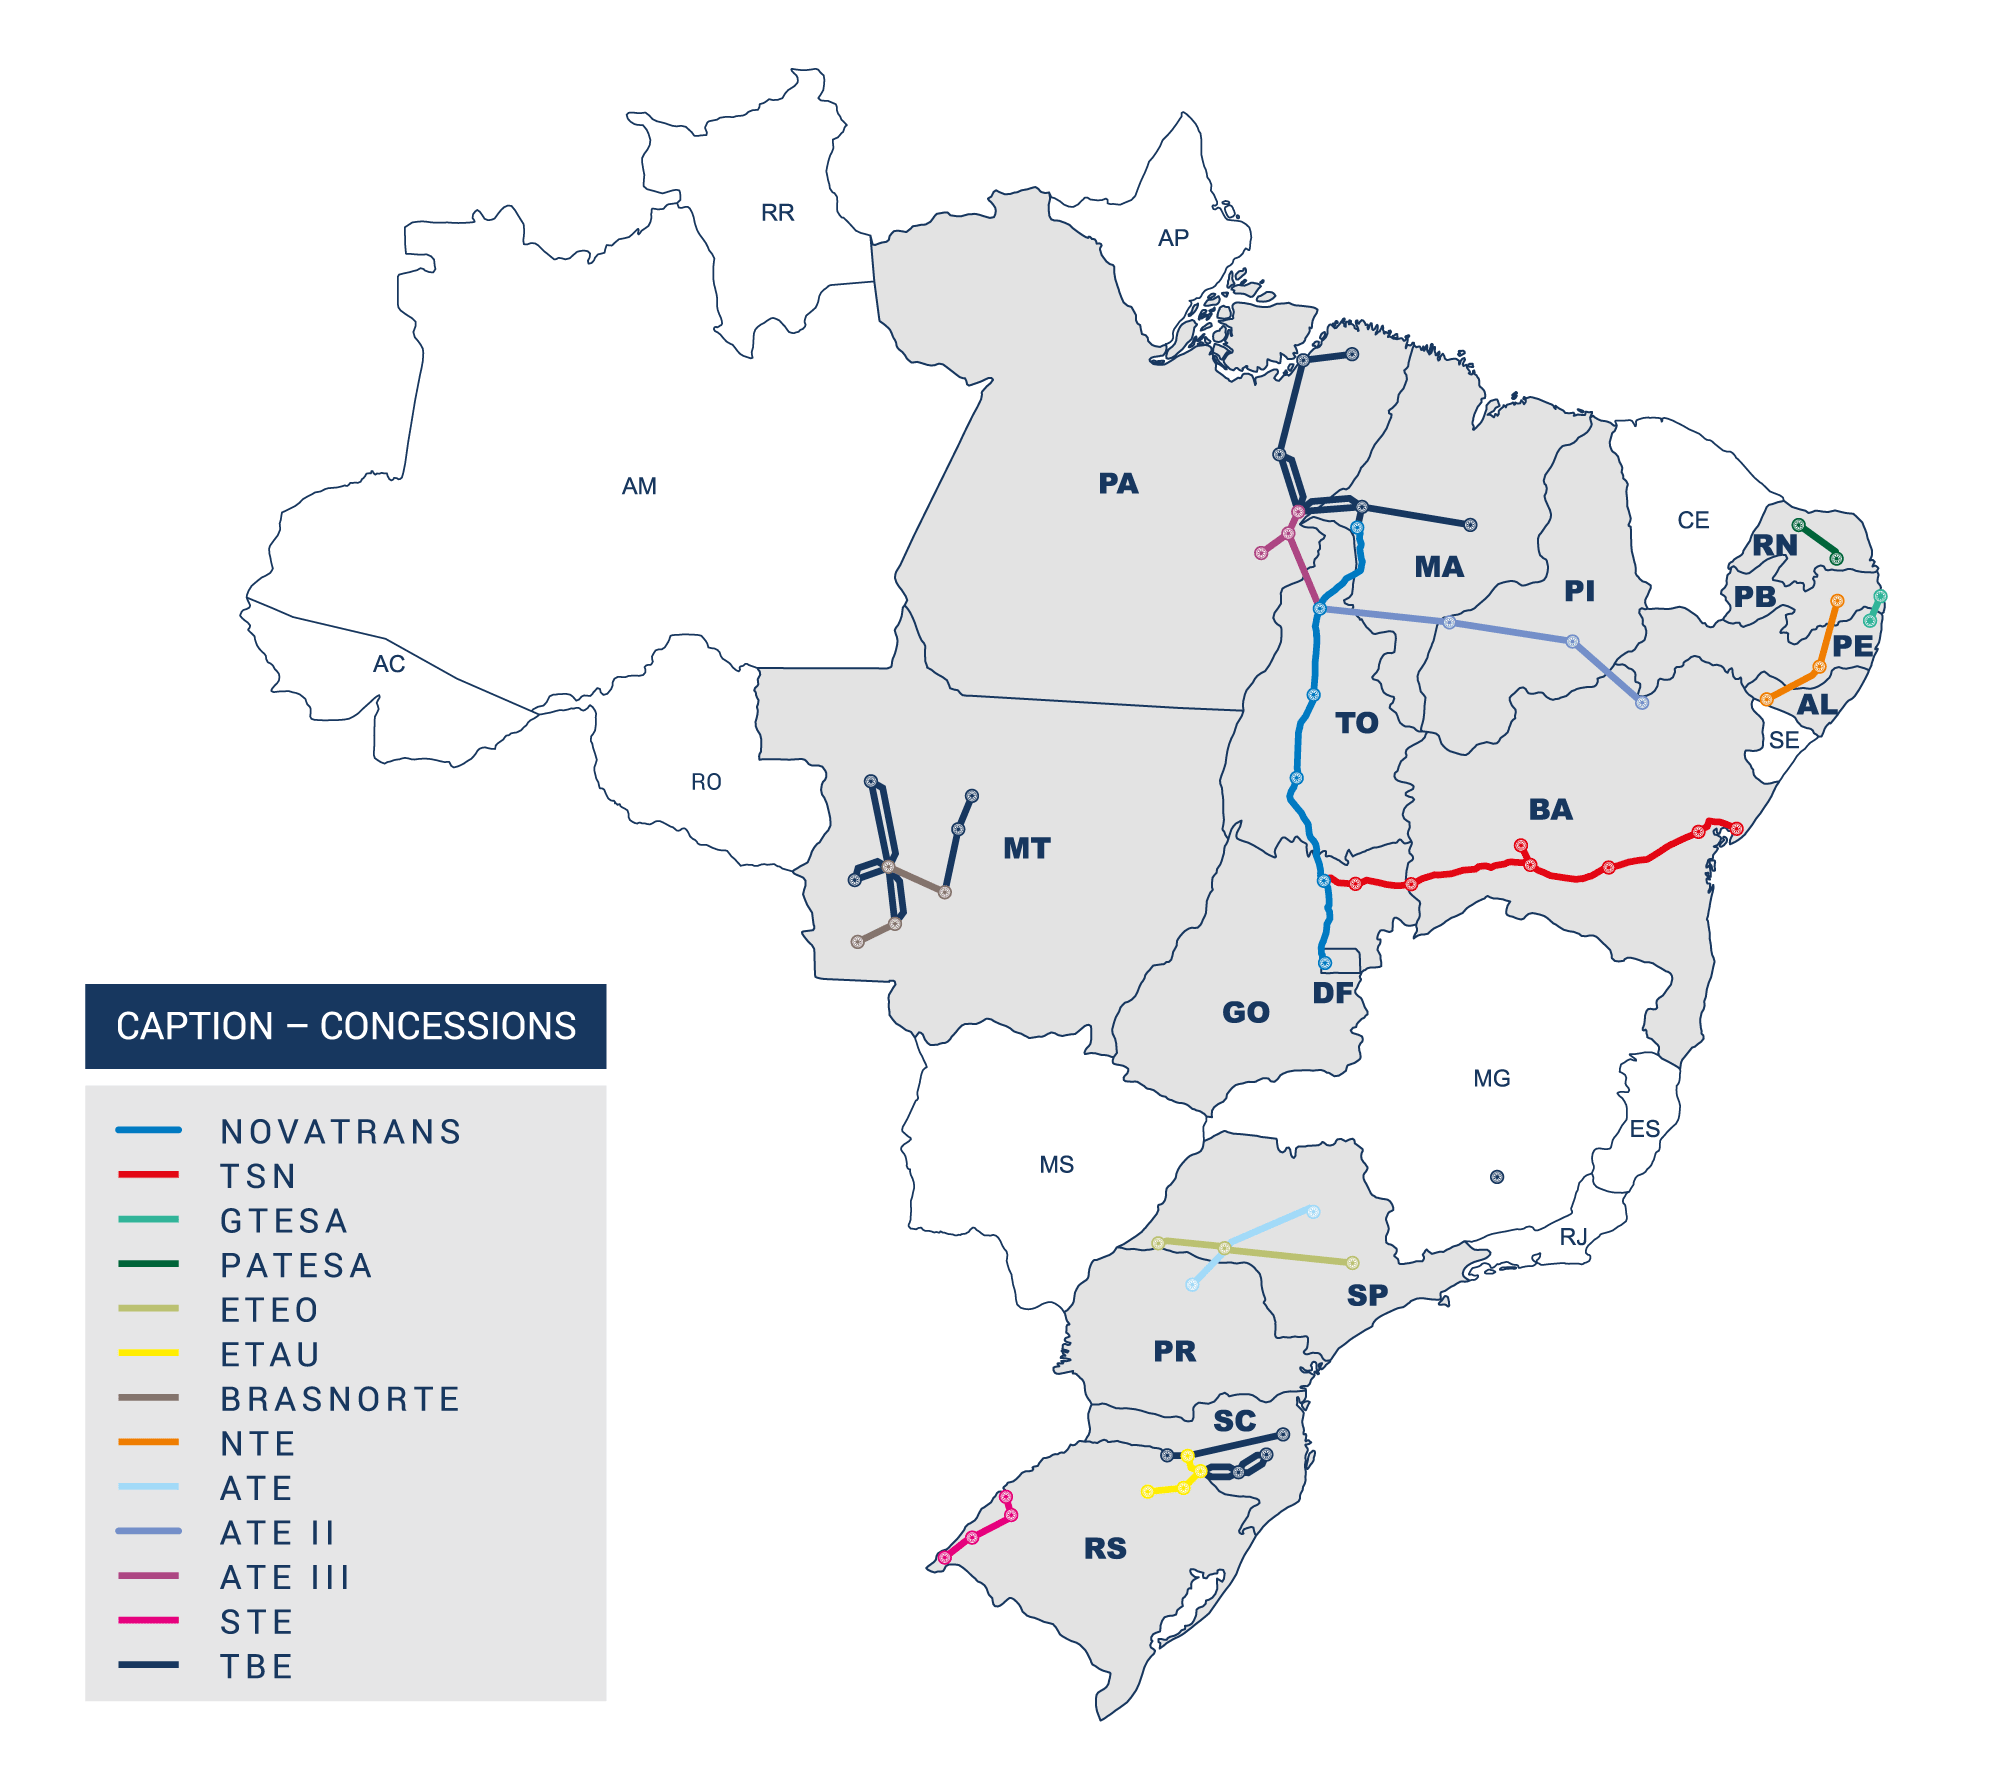 RR
AP
AM
PA
CE
RN
MA
PI
PB
PE
AC
AL
TO
SE
RO
BA
MT
DF
GO
CAPTION – CONCESSIONS
MG
ES
MS
RJ
SP
PR
SC
RS
NOVATRANS
TSN
GTESA
PATESA
ETEO
ETAU
BRASNORTE
NTE
ATE
ATE II
ATE III
STE
TBE